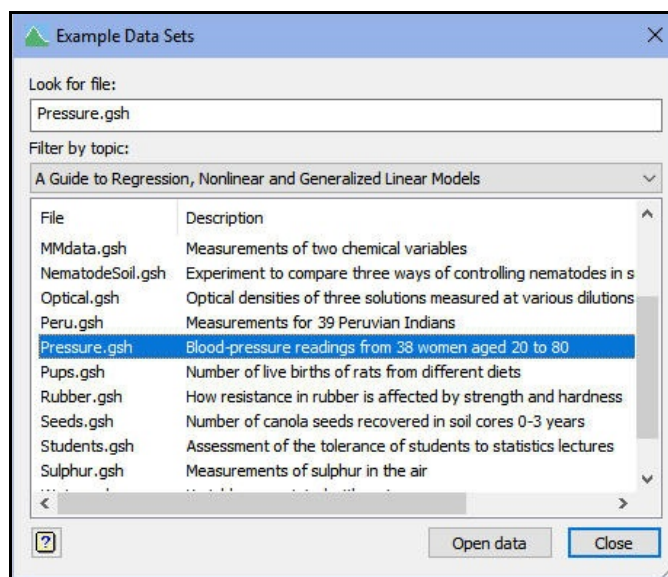 Example Data Sets
Look for file:
Pressure.gsh
Filter by topic:
A Guide to Regression, Nonlinear and Generalized Linear Models
File Description
MMdata.gsh Measurements of two chemical variables
NematodeSoil.gsh Experiment to compare three ways of controlling nematodes in s
Optical.gsh Optical densities of three solutions measured at various dilutions
Peru.gsh Measurements for 39 Peruvian Indians
Pressure.gsh Blood-pressure readings from 38 women aged 20 to 80
Pups.gsh Number of live births of rats from different diets
Rubber.gsh How resistance in rubber is affected by strength and hardness
Seeds.gsh Number of canola seeds recovered in soil cores 0-3 years
Students.gsh Assessment of the tolerance of students to statistics lectures
Sulphur.gsh Measurements of sulphur in the air
? Open data Close